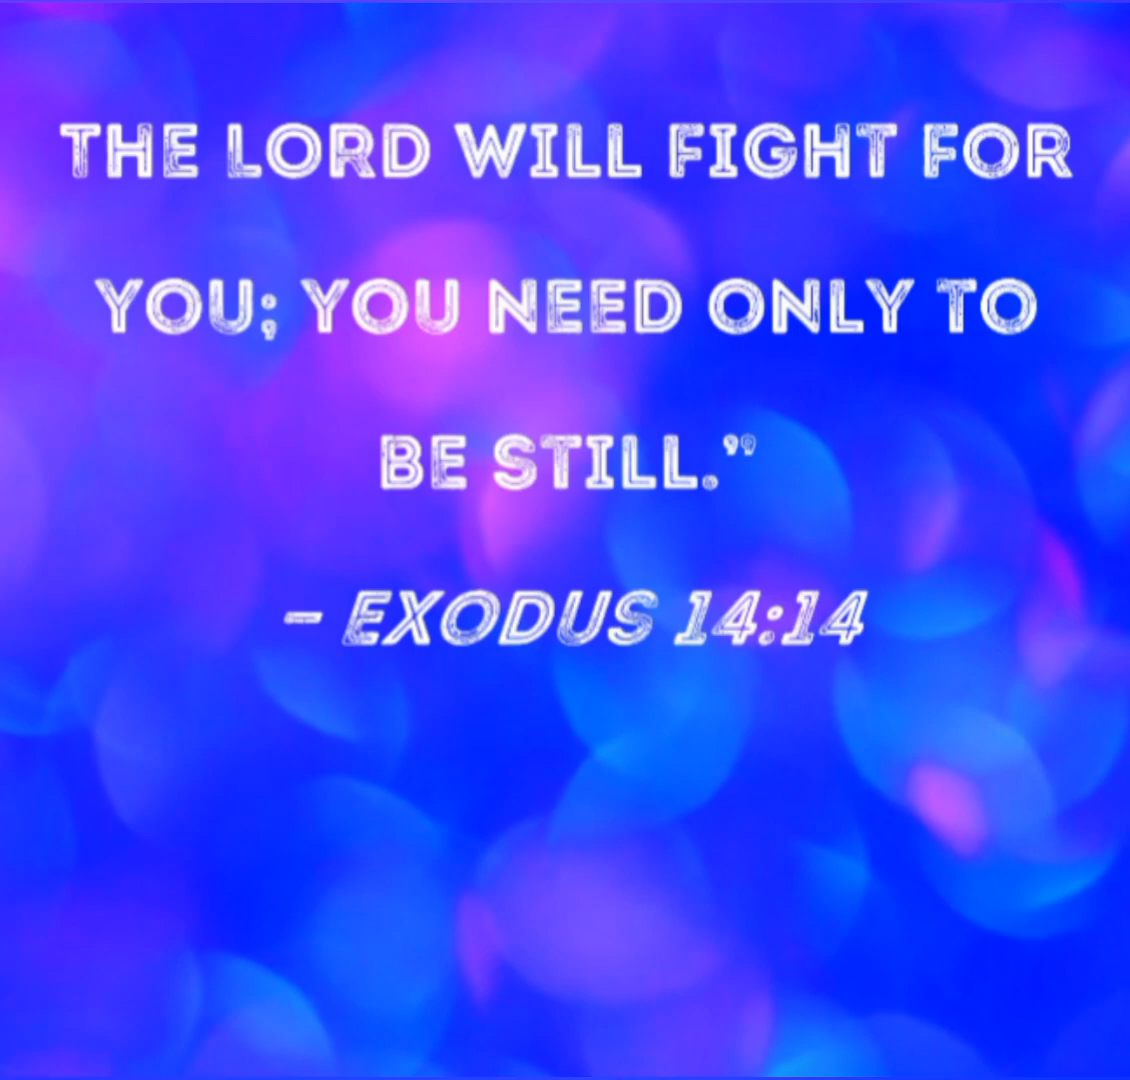 THE LORD WILL FIGHT FOR
YOU; YOU NEED ONLY TO
BE STILL.”
– EXODUS 14:14